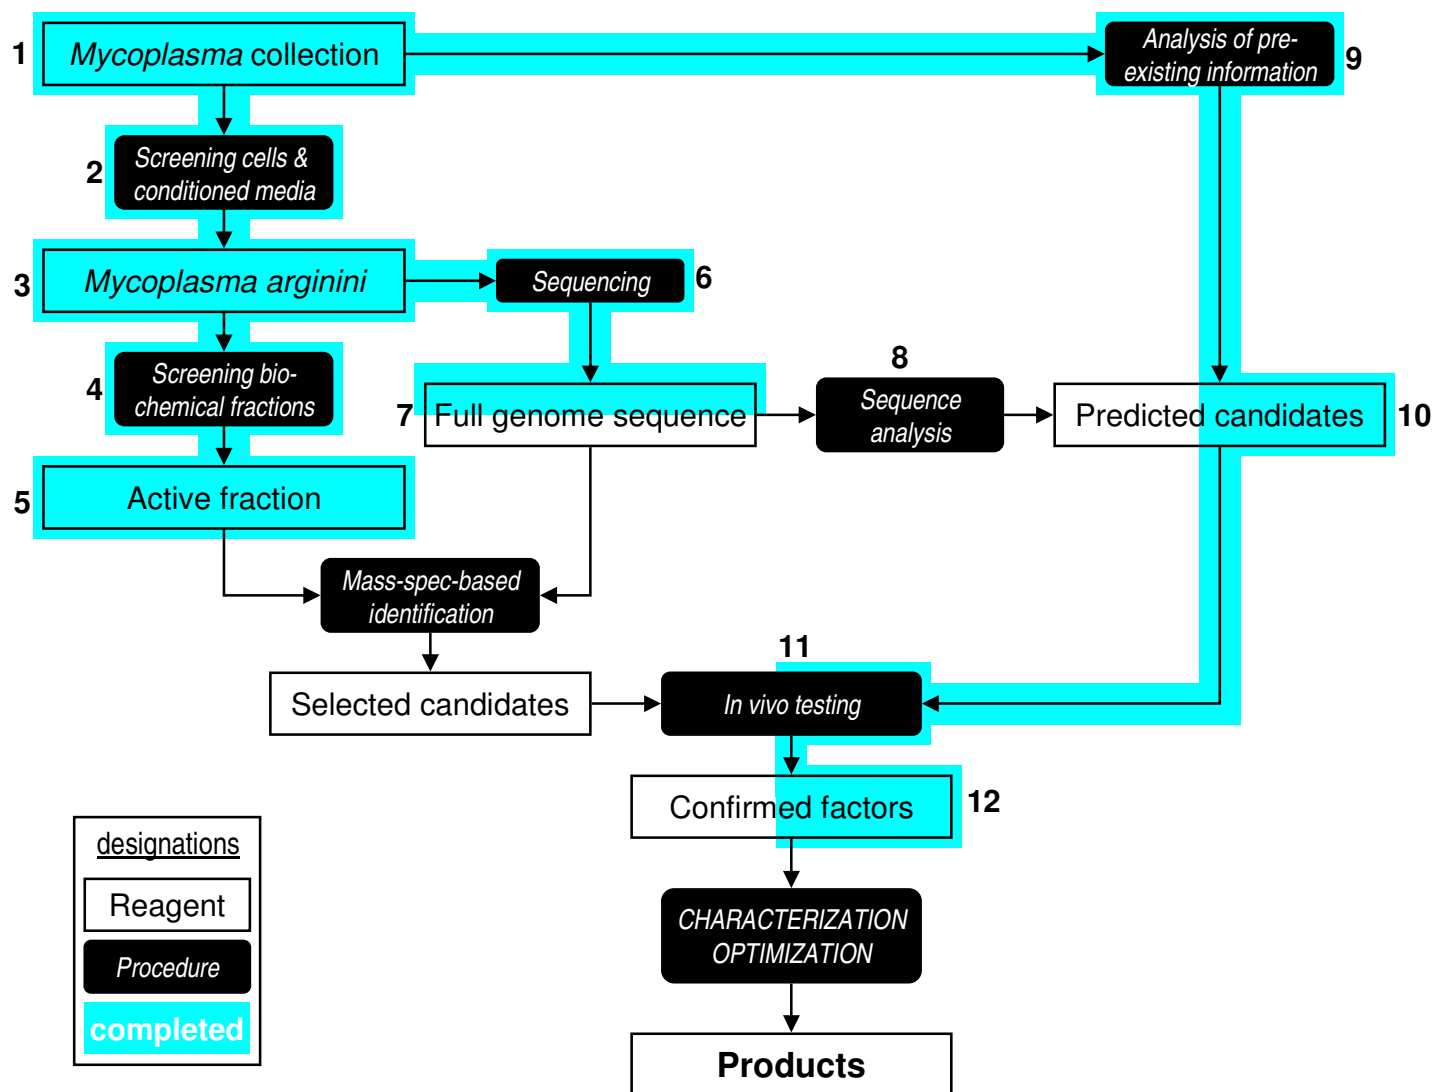 1
Mycoplasma collection
Analysis of pre-
existing information
9
2
Screening cells &
conditioned media
3
Mycoplasma arginini
Sequencing
6
4
Screening bio-
chemical fractions
7
Full genome sequence
8
Sequence
analysis
Predicted candidates
10
5
Active fraction
Mass-spec-based
identification
Selected candidates
11
In vivo testing
Confirmed factors
12
CHARACTERIZATION
OPTIMIZATION
Products
designations
Reagent
Procedure
completed